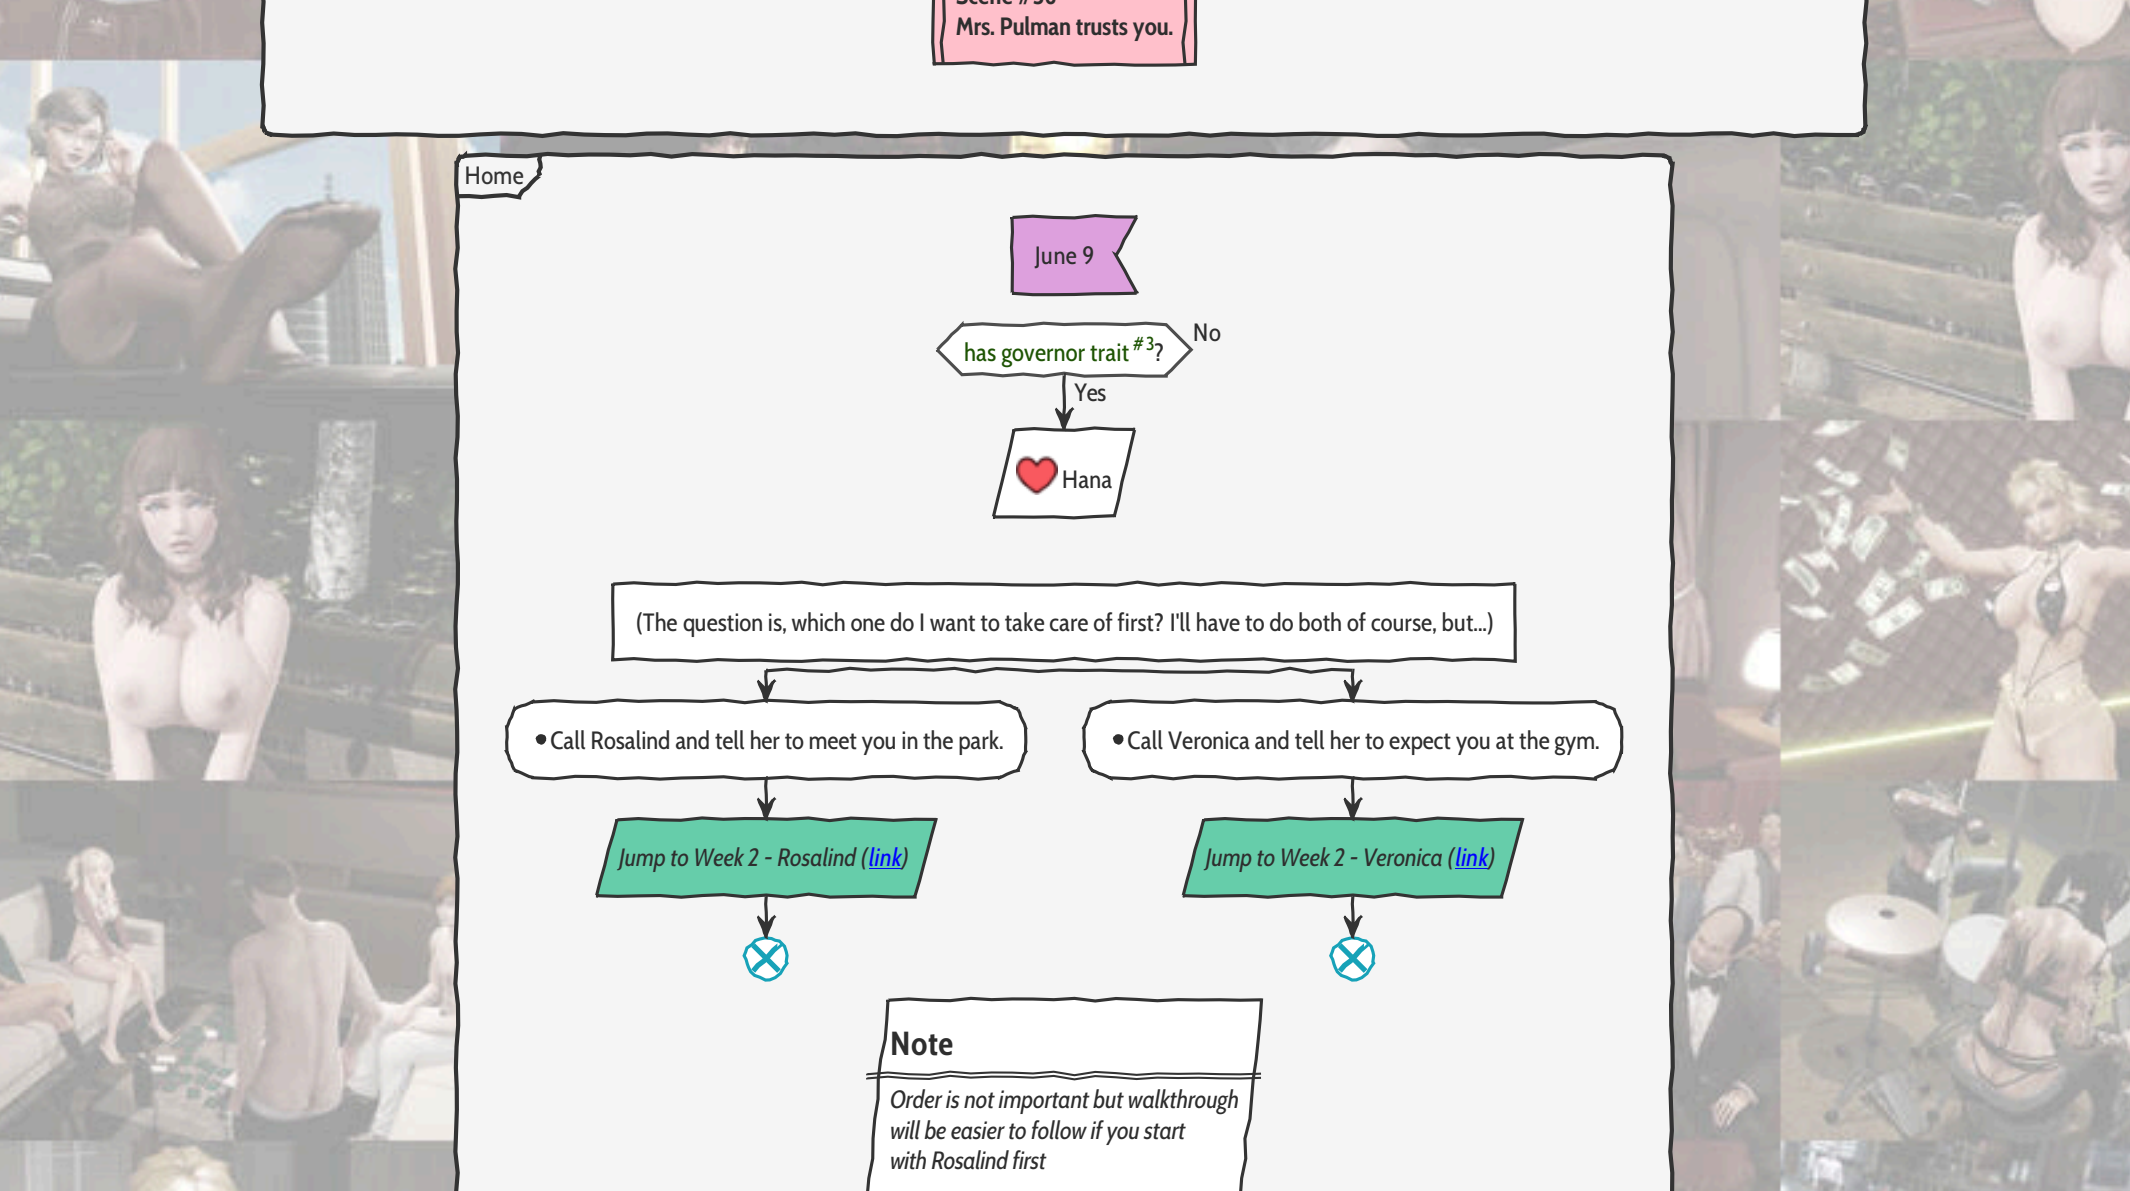 Mrs. Pulman trusts you.
Home
June 9
has governor trait #3?
No
Yes
Hana
(The question is, which one do I want to take care of first? I'll have to do both of course, but...)
•Call Rosalind and tell her to meet you in the park.
•Call Veronica and tell her to expect you at the gym.
Jump to Week 2 - Rosalind (link)
Jump to Week 2 - Veronica (link)
Note
Order is not important but walkthrough
will be easier to follow if you start
with Rosalind first